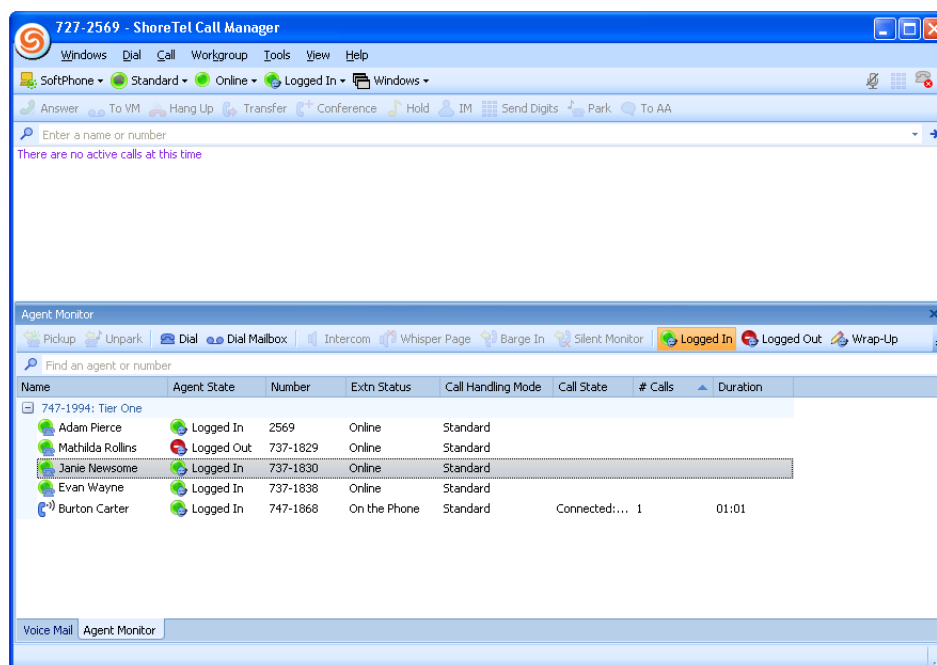 727-2569 - ShoreTel Call Manager
Windows Dial Call Workgroup Tools View Help
SoftPhone Standard Online Logged In Windows
Answer To VM Hang Up Transfer Conference Hold IM Send Digits Park To AA
Enter a name or number
There are no active calls at this time
Agent Monitor
Pickup Unpark Dial Dial Mailbox Intercom Whisper Page Barge In Silent Monitor Logged In Logged Out Wrap-Up
Find an agent or number
Name Agent State Number Extn Status Call Handling Mode Call State # Calls Duration
747-1994: Tier One
Adam Pierce Logged In 2569 Online Standard
Mathilda Rollins Logged Out 737-1829 Online Standard
Janie Newsome Logged In 737-1830 Online Standard
Evan Wayne Logged In 737-1838 Online Standard
Burton Carter Logged In 747-1868 On the Phone Standard Connected:... 1 01:01
Voice Mail Agent Monitor